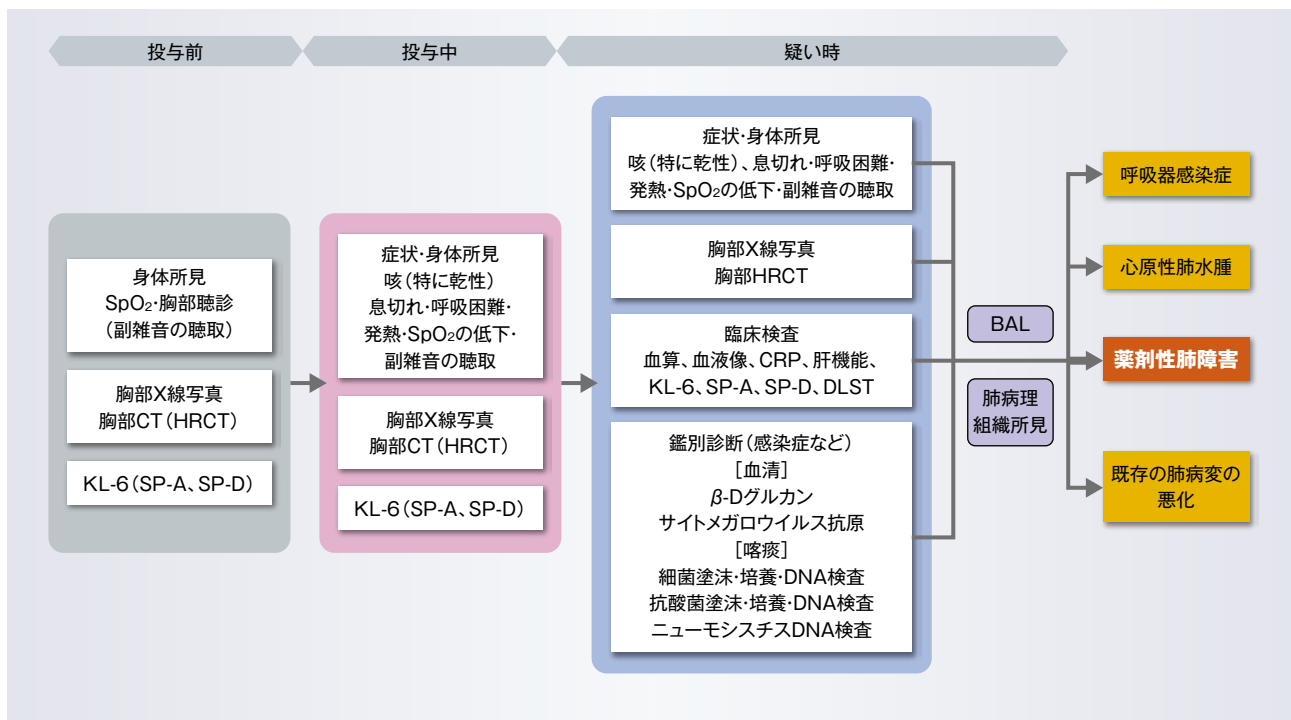 投与前
投与中
疑い時
身体所見
SpO₂・胸部聴診
（副雑音の聴取）
胸部X線写真
胸部CT（HRCT）
KL-6（SP-A、SP-D）
症状・身体所見
咳（特に乾性）
息切れ・呼吸困難・
発熱・SpO₂の低下・
副雑音の聴取
胸部X線写真
胸部CT（HRCT）
KL-6（SP-A、SP-D）
症状・身体所見
咳（特に乾性）、息切れ・呼吸困難・
発熱・SpO₂の低下・副雑音の聴取
胸部X線写真
胸部HRCT
臨床検査
血算、血液像、CRP、肝機能、
KL-6、SP-A、SP-D、DLST
鑑別診断（感染症など）
［血清］
β-Dグルカン
サイトメガロウイルス抗原
［喀痰］
細菌塗沫・培養・DNA検査
抗酸菌塗沫・培養・DNA検査
ニューモシスチスDNA検査
BAL
肺病理
組織所見
呼吸器感染症
心原性肺水腫
薬剤性肺障害
既存の肺病変の
悪化